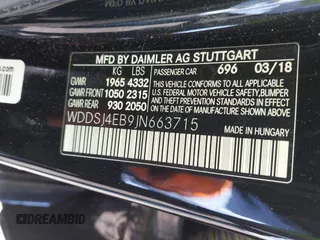 MFD BY DAIMLER AG STUTTGART
KG LBS PASSENGER CAR 696 03/18
GVWR 1965 4332
GAWR FRONT 1050 2315
GAWR REAR 930 2050
THIS VEHICLE CONFORMS TO ALL APPLICABLE
U.S. FEDERAL MOTOR VEHICLE SAFETY,
BUMPER, AND THEFT PREVENTION STANDARDS
IN EFFECT ON THE DATE OF MANUFACTURE
SHOWN ABOVE.
WDDSJ4EB9JN663715
HUNGARY
DREAMBID